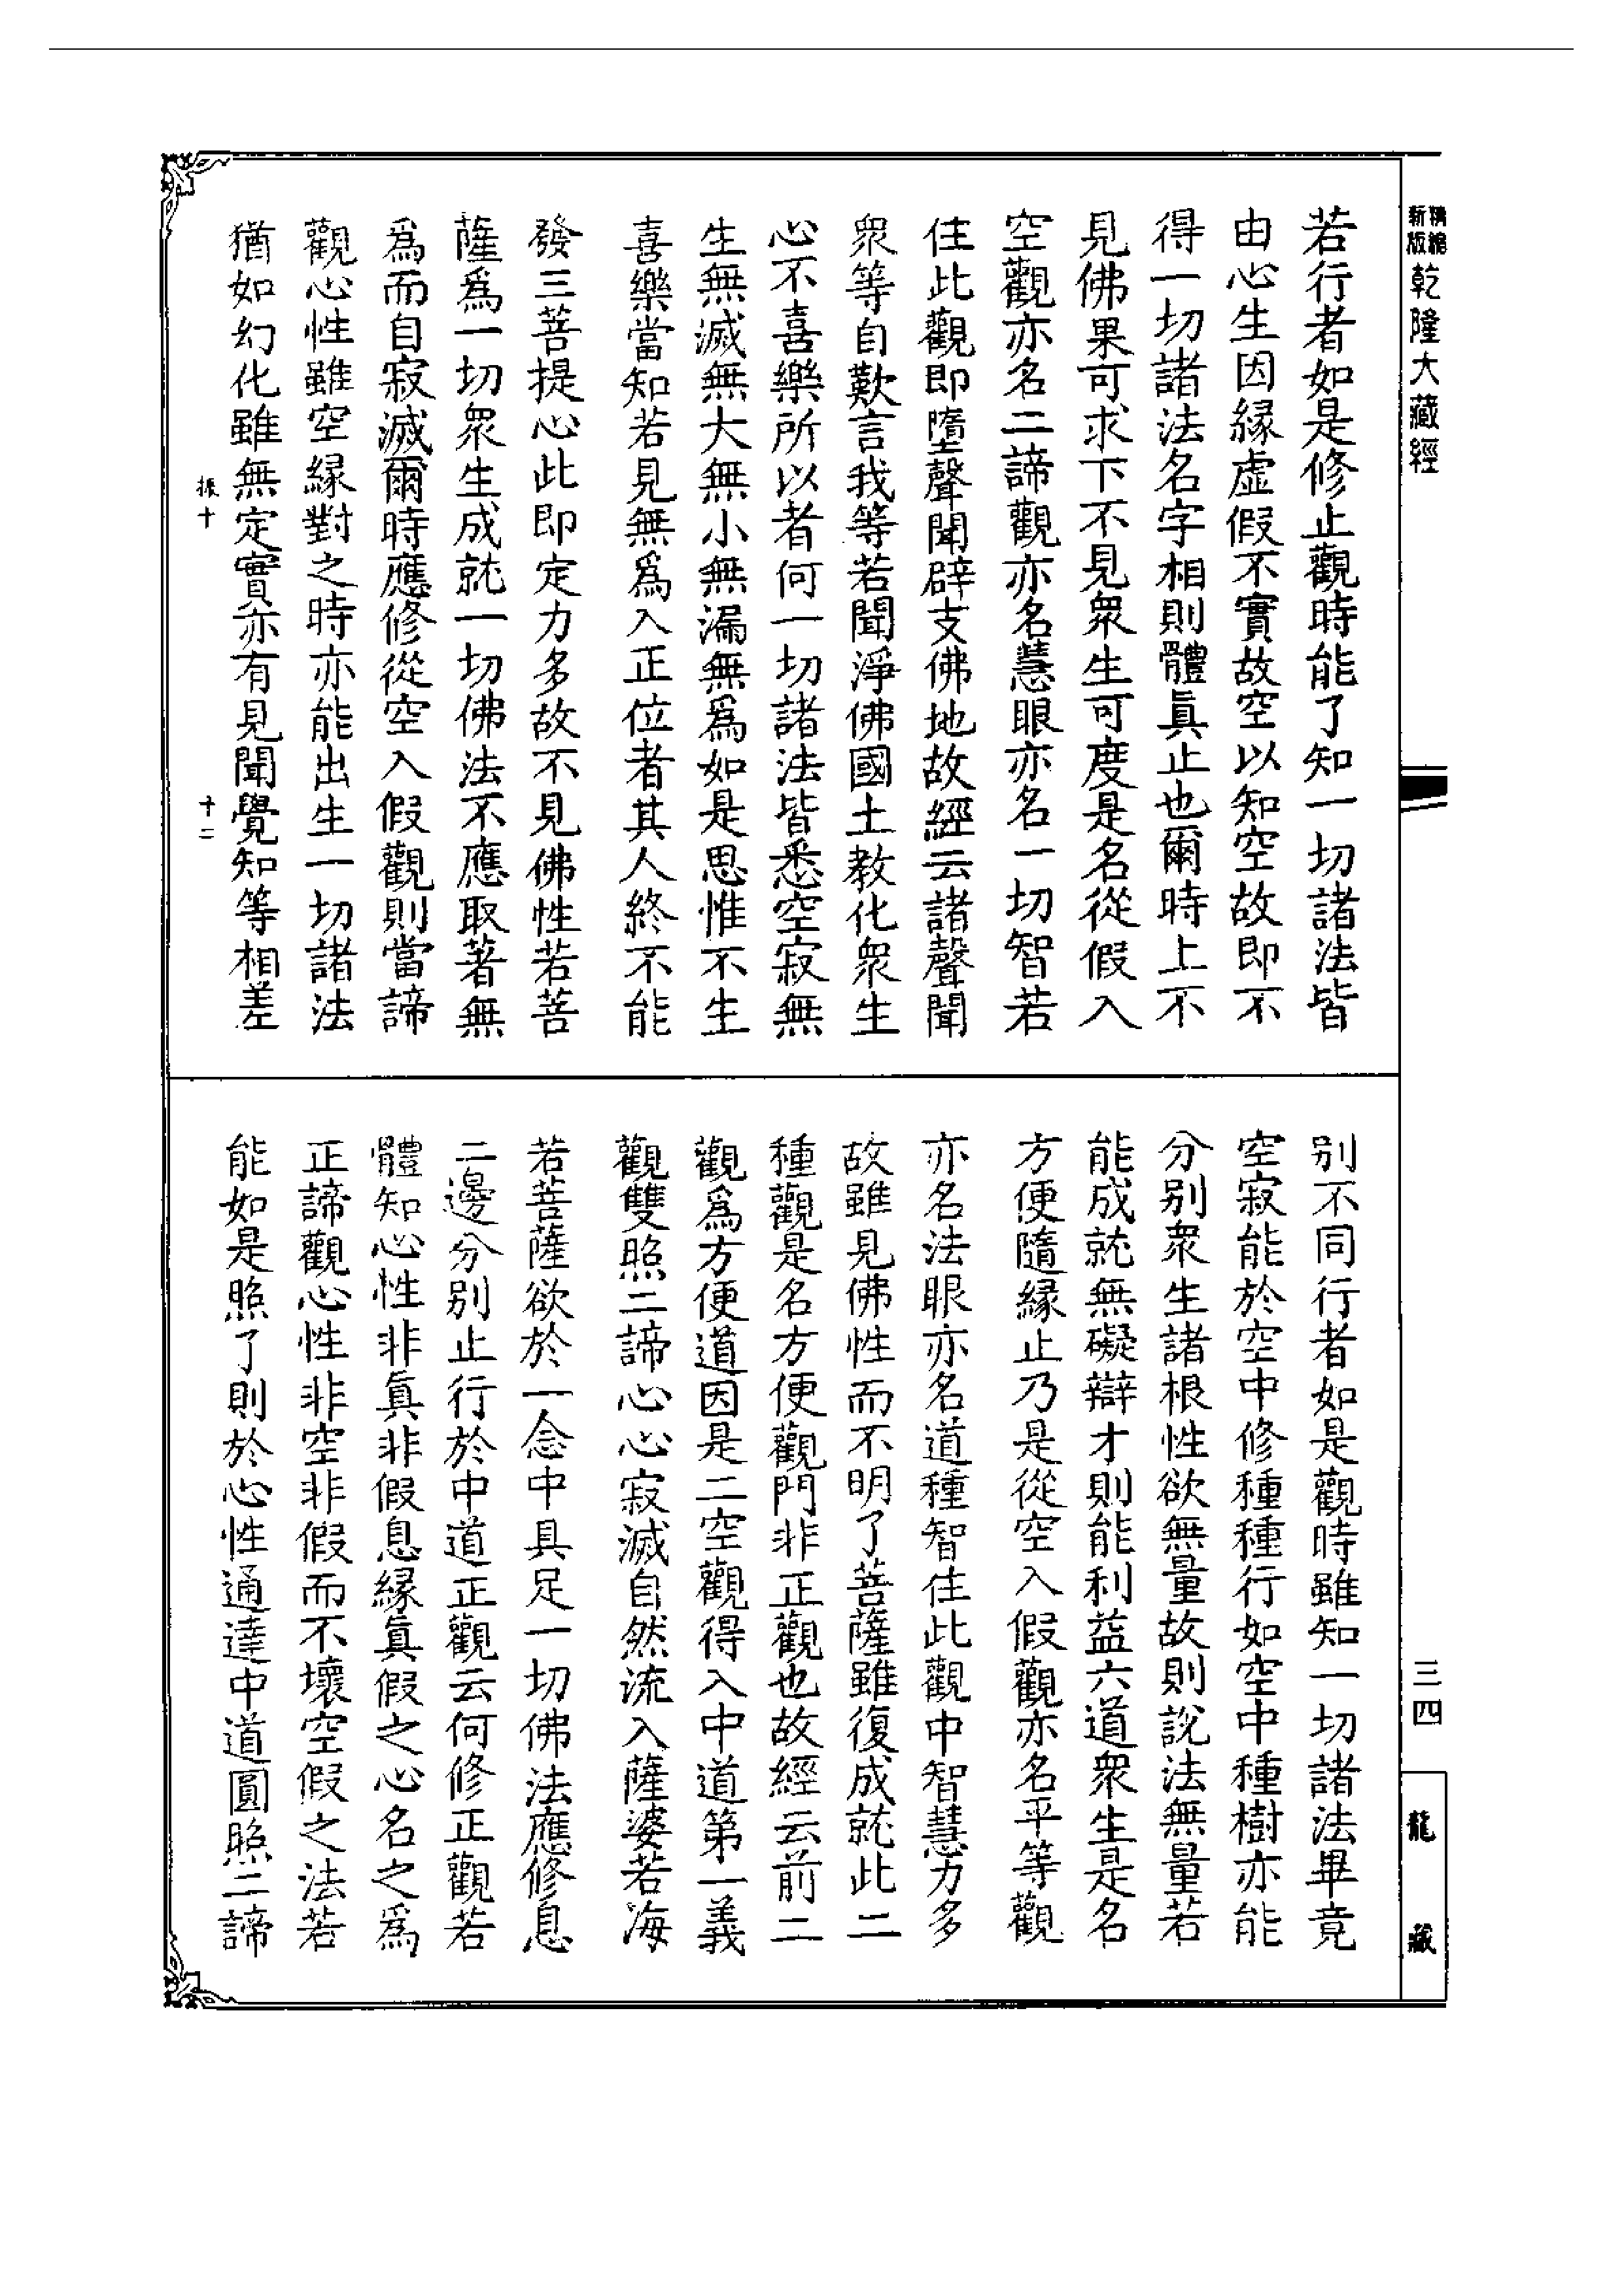 新版精縮乾隆大藏經
若行者如是修止觀時能了知一切諸法皆
由心生因緣虛假不實故空以知空故即不
得一切諸法名字相則體眞止也爾時上不
見佛果可求下不見眾生可度是名從假入
空觀亦名二諦觀亦名慧眼亦名一切智若
住此觀即墮聲聞辟支佛地故經云諸聲聞
眾等自歎言我等若聞淨佛國土教化眾生
心不喜樂所以者何一切諸法皆悉空寂無
生無滅無大無小無漏無為如是思惟不生
喜樂當知若見無為入正位者其人終不能
發三菩提心此即定力多故不見佛性若菩
薩為一切眾生成就一切佛法不應取著無
為而自寂滅爾時應修從空入假觀則當諦
觀心性雖空緣對之時亦能出生一切諸法
猶如幻化雖無定實亦有見聞覺知等相差
振十
十二
別不同行者如是觀時雖知一切諸法畢竟
空寂能於空中修種種行如空中種樹亦能
分別眾生諸根性欲無量故則說法無量若
能成就無礙辯才則能利益六道眾生是名
方便隨緣止乃是從空入假觀亦名平等觀
亦名法眼亦名道種智住此觀中智慧力多
故雖見佛性而不明了菩薩雖復成就此二
種觀是名方便觀門非正觀也故經云前二
觀為方便道因是二空觀得入中道第一義
觀雙照二諦心心寂滅自然流入薩婆若海
若菩薩欲於一念中具足一切佛法應修息
二邊分別止行於中道正觀云何修正觀若
體知心性非眞非假息緣眞假之心名之為
正諦觀心性非空非假而不壞空假之法若
能如是照了則於心性通達中道圓照二諦
三四
龍藏